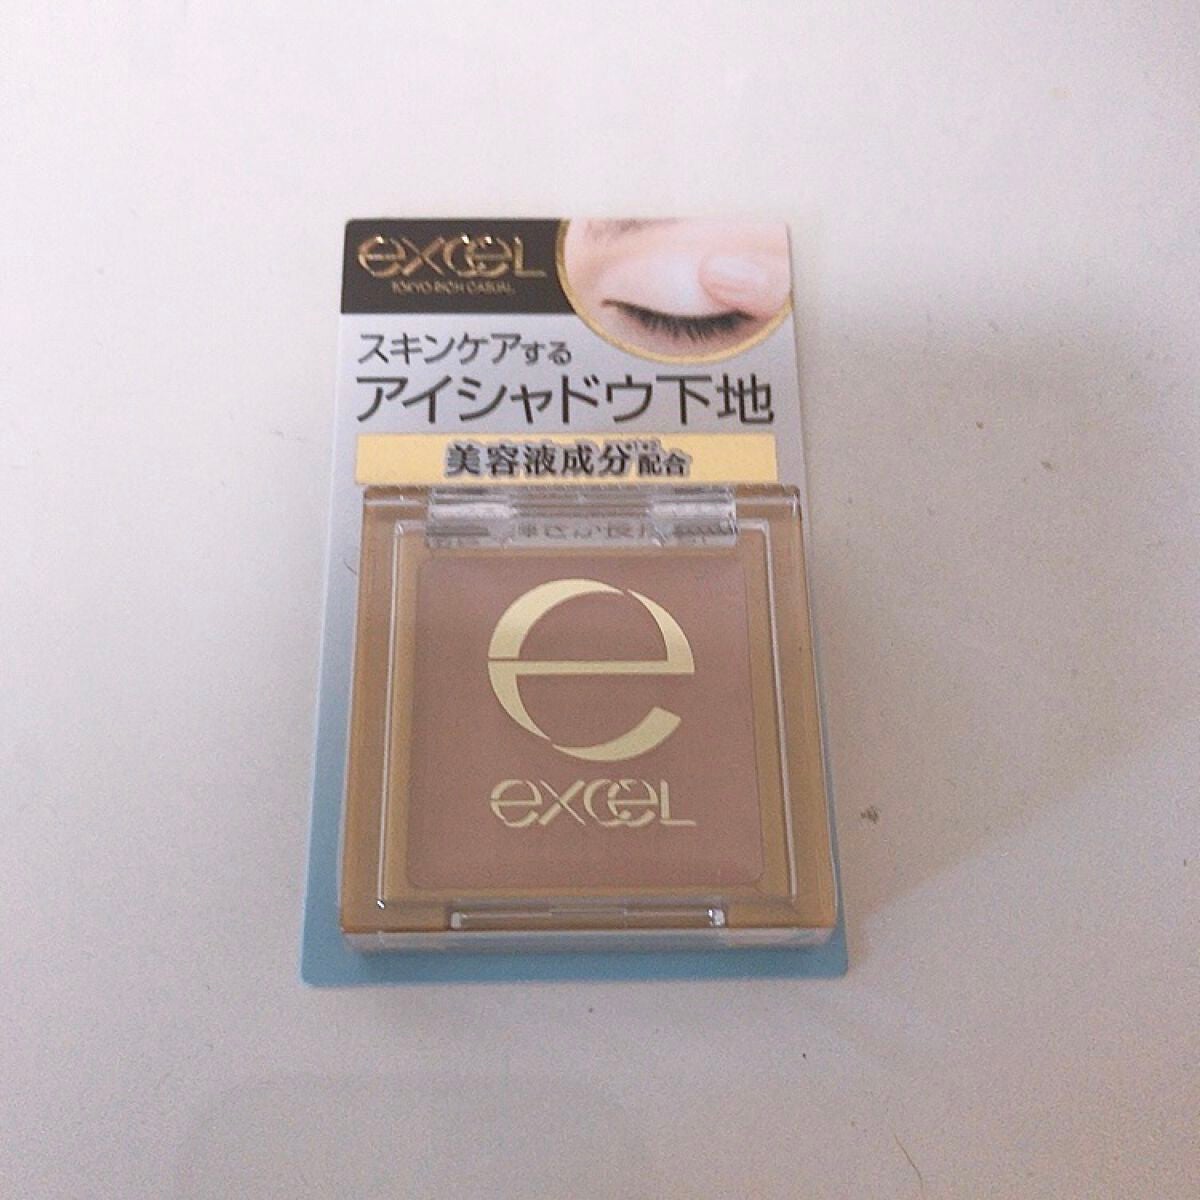 excel
TOKYO RICH CASUAL
スキンケアする
アイシャドウ下地
美容液成分 配合
e
excel